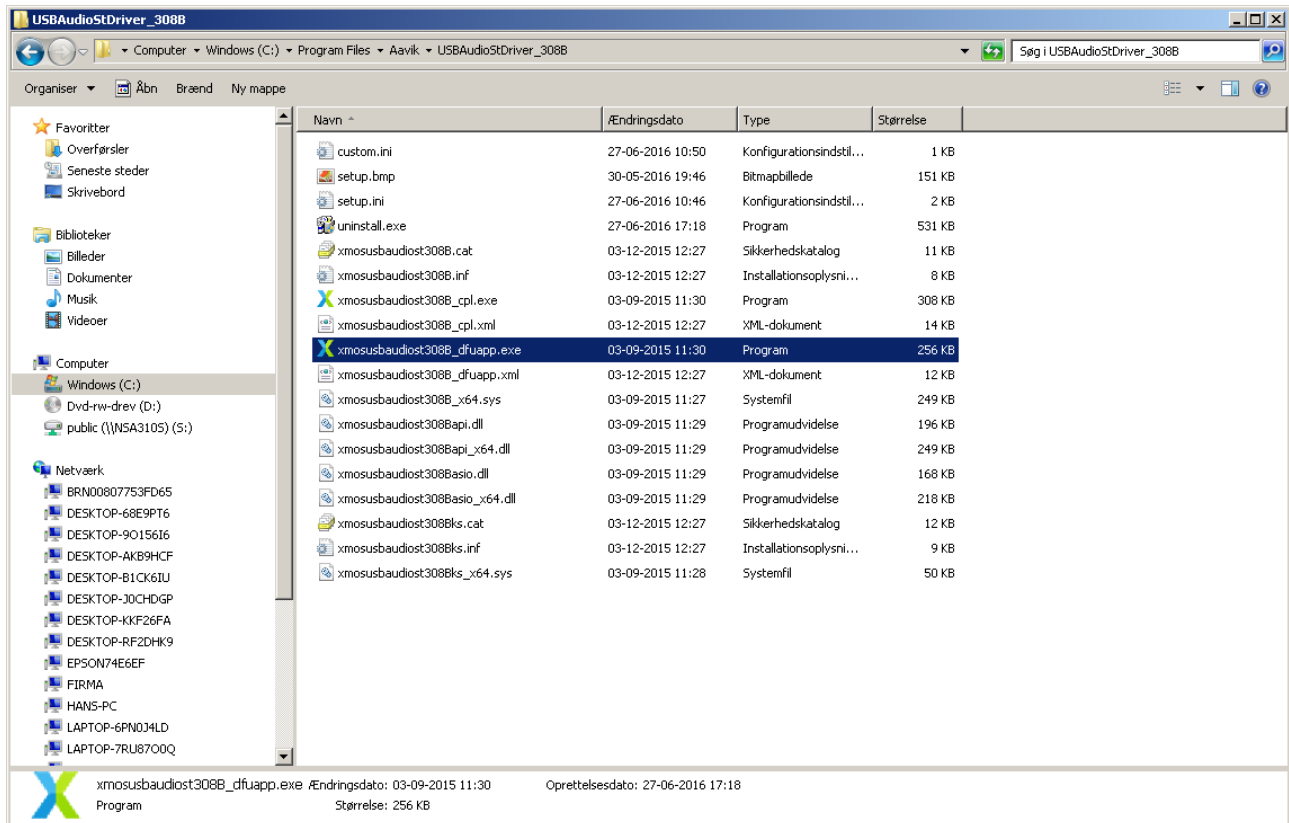 USBAudioStDriver_308B
Computer Windows (C:) Program Files Aavik USBAudioStDriver_308B Søg i USBAudioStDriver_308B
Organiser Åbn Brænd Ny mappe
Favoritter
Overførsler
Seneste steder
Skrivebord
Biblioteker
Billeder
Dokumenter
Musik
Videoer
Computer
Windows (C:)
Dvd-rw-drev (D:)
public (\\NSA310S) (S:)
Netværk
BRN00807753FD65
DESKTOP-68E9PT6
DESKTOP-9O156I6
DESKTOP-AKB9HCF
DESKTOP-B1CK6IU
DESKTOP-J0CHDGP
DESKTOP-KKF26FA
DESKTOP-RF2DHK9
EPSON74E6EF
FIRMA
HANS-PC
LAPTOP-6PN0J4LD
LAPTOP-7RU87O0Q
Navn Ændringsdato Type Størrelse
custom.ini 27-06-2016 10:50 Konfigurationsindstil... 1 KB
setup.bmp 30-05-2016 19:46 Bitmapbillede 151 KB
setup.ini 27-06-2016 10:46 Konfigurationsindstil... 2 KB
uninstall.exe 27-06-2016 17:18 Program 531 KB
xmosusbaudiost308B.cat 03-12-2015 12:27 Sikkerhedskatalog 11 KB
xmosusbaudiost308B.inf 03-12-2015 12:27 Installationsoplysni... 8 KB
xmosusbaudiost308B_cpl.exe 03-09-2015 11:30 Program 308 KB
xmosusbaudiost308B_cpl.xml 03-12-2015 12:27 XML-dokument 14 KB
xmosusbaudiost308B_dfuapp.exe 03-09-2015 11:30 Program 256 KB
xmosusbaudiost308B_dfuapp.xml 03-12-2015 12:27 XML-dokument 12 KB
xmosusbaudiost308B_x64.sys 03-09-2015 11:27 Systemfil 249 KB
xmosusbaudiost308Bapi.dll 03-09-2015 11:29 Programudvidelse 196 KB
xmosusbaudiost308Bapi_x64.dll 03-09-2015 11:29 Programudvidelse 249 KB
xmosusbaudiost308Basio.dll 03-09-2015 11:29 Programudvidelse 168 KB
xmosusbaudiost308Basio_x64.dll 03-09-2015 11:29 Programudvidelse 218 KB
xmosusbaudiost308Bks.cat 03-12-2015 12:27 Sikkerhedskatalog 12 KB
xmosusbaudiost308Bks.inf 03-12-2015 12:27 Installationsoplysni... 9 KB
xmosusbaudiost308Bks_x64.sys 03-09-2015 11:28 Systemfil 50 KB
xmosusbaudiost308B_dfuapp.exe Ændringsdato: 03-09-2015 11:30 Oprettelsesdato: 27-06-2016 17:18
Program Størrelse: 256 KB